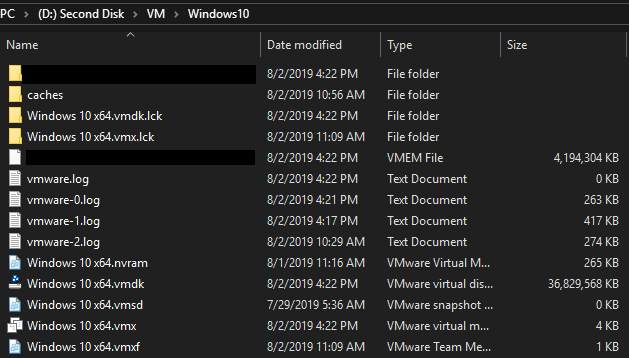 PC > (D:) Second Disk > VM > Windows10
Name Date modified Type Size
8/2/2019 4:22 PM File folder
caches 8/2/2019 10:56 AM File folder
Windows 10 x64.vmdk.lck 8/2/2019 4:22 PM File folder
Windows 10 x64.vmx.lck 8/2/2019 11:09 AM File folder
8/2/2019 4:22 PM VMEM File 4,194,304 KB
vmware.log 8/2/2019 4:22 PM Text Document 0 KB
vmware-0.log 8/2/2019 4:21 PM Text Document 263 KB
vmware-1.log 8/2/2019 4:17 PM Text Document 417 KB
vmware-2.log 8/2/2019 10:29 AM Text Document 274 KB
Windows 10 x64.nvram 8/1/2019 11:16 AM VMware Virtual M... 265 KB
Windows 10 x64.vmdk 8/2/2019 4:22 PM VMware virtual dis... 36,829,568 KB
Windows 10 x64.vmsd 7/29/2019 5:36 AM VMware snapshot ... 0 KB
Windows 10 x64.vmx 8/2/2019 4:22 PM VMware virtual m... 4 KB
Windows 10 x64.vmxf 8/2/2019 11:09 AM VMware Team Me... 1 KB